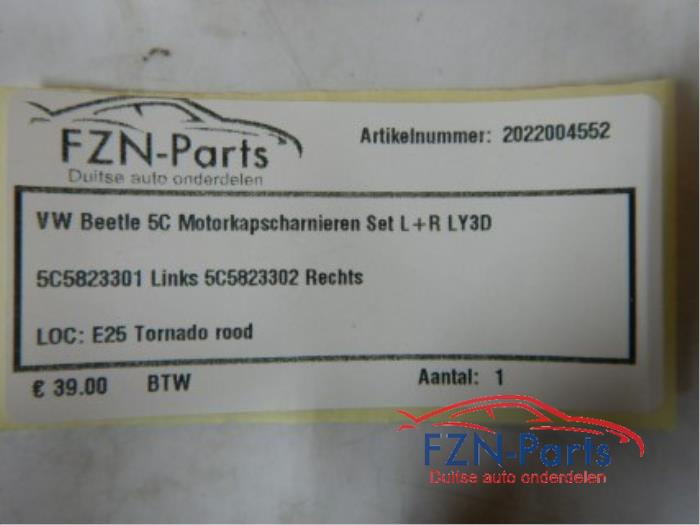 FZN-Parts
Duitse auto onderdelen
Artikelnummer: 2022004552
VW Beetle 5C Motorkapscharnieren Set L+R LY3D
5C5823301 Links 5C5823302 Rechts
LOC: E25 Tornado rood
€ 39.00 BTW Aantal: 1
FZN-Parts
Duitse auto onderdelen